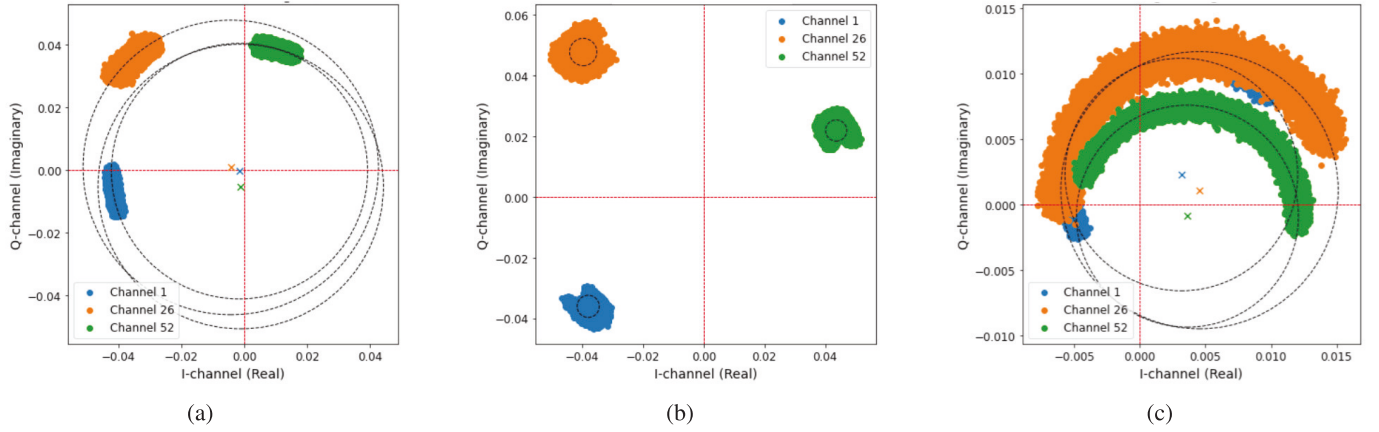 0.04
0.02
0.00
−0.02
−0.04
Q-channel (Imaginary)
Channel 1
Channel 26
Channel 52
−0.04 −0.02 0.00 0.02 0.04
I-channel (Real)
(a)
0.06
0.04
0.02
0.00
−0.02
−0.04
Q-channel (Imaginary)
Channel 1
Channel 26
Channel 52
−0.04 −0.02 0.00 0.02 0.04
I-channel (Real)
(b)
0.015
0.010
0.005
0.000
−0.005
−0.010
Q-channel (Imaginary)
Channel 1
Channel 26
Channel 52
−0.005 0.000 0.005 0.010 0.015
I-channel (Real)
(c)